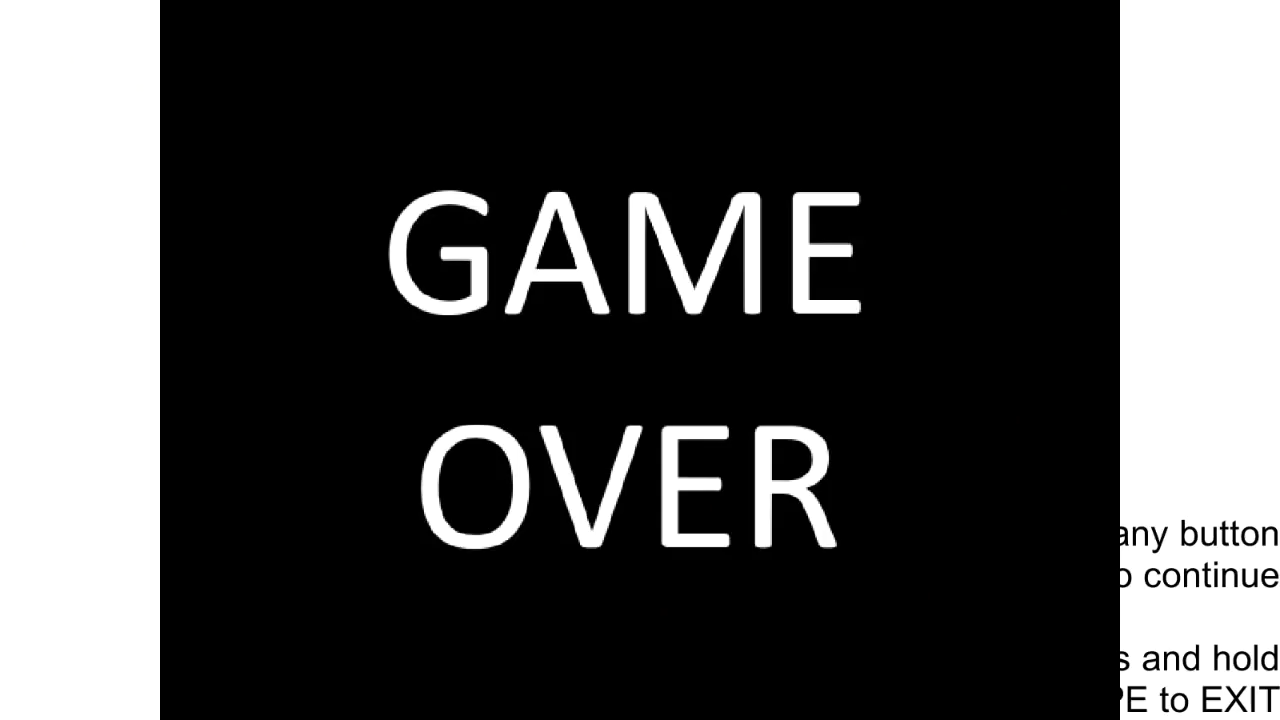 GAME
OVER
any button
continue
and hold
to EXIT